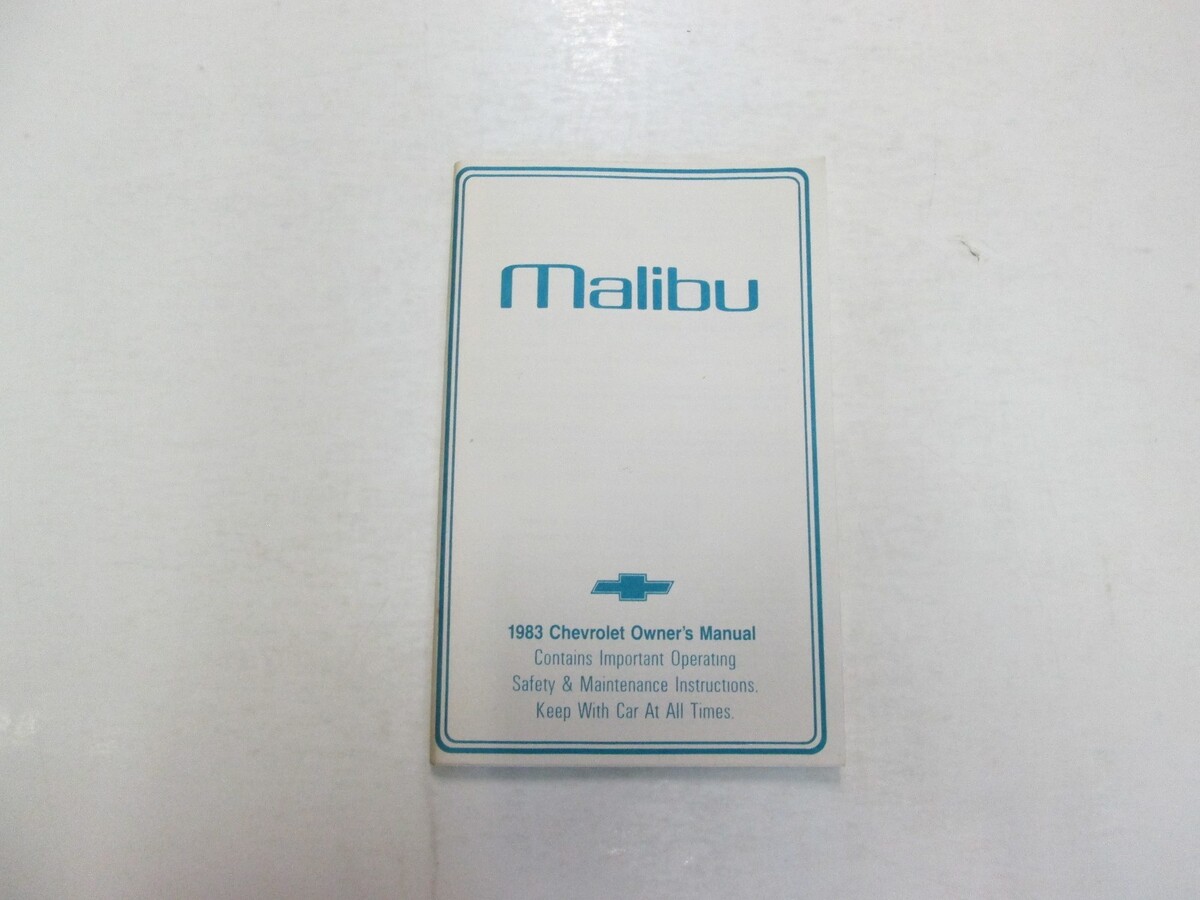 malibu
1983 Chevrolet Owner's Manual
Contains Important Operating
Safety & Maintenance Instructions.
Keep With Car At All Times.